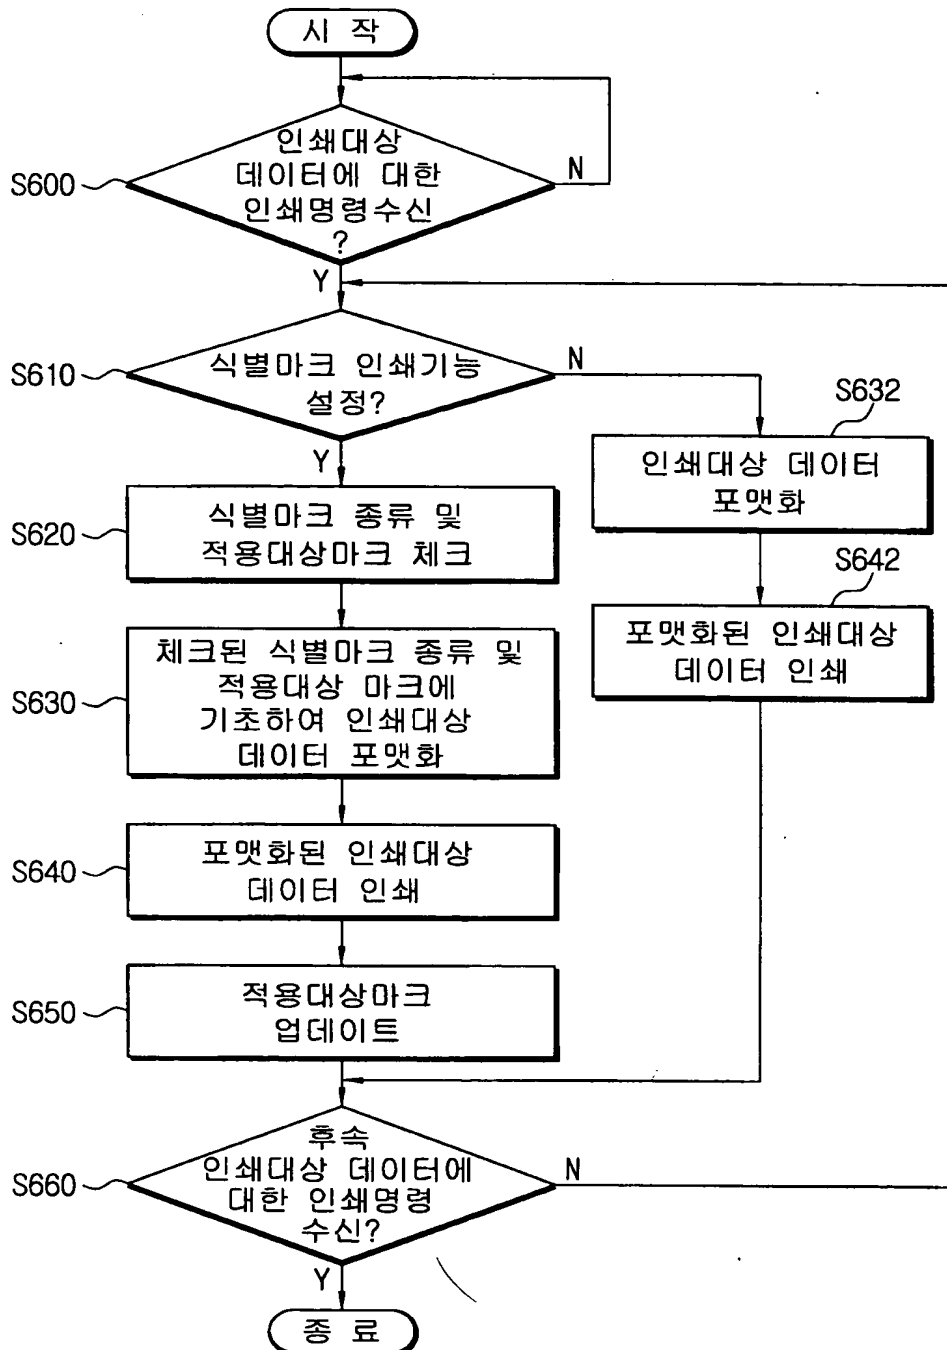 시 작
인쇄대상
데이터에 대한
인쇄명령수신
?
S600
N
Y
식별마크 인쇄기능
설정?
S610
N
Y
S632
인쇄대상 데이터
포맷화
식별마크 종류 및
적용대상마크 체크
S620
S642
포맷화된 인쇄대상
데이터 인쇄
체크된 식별마크 종류 및
적용대상 마크에
기초하여 인쇄대상
데이터 포맷화
S630
포맷화된 인쇄대상
데이터 인쇄
S640
적용대상마크
업데이트
S650
후속
인쇄대상 데이터에
대한 인쇄명령
수신?
S660
N
Y
종 료